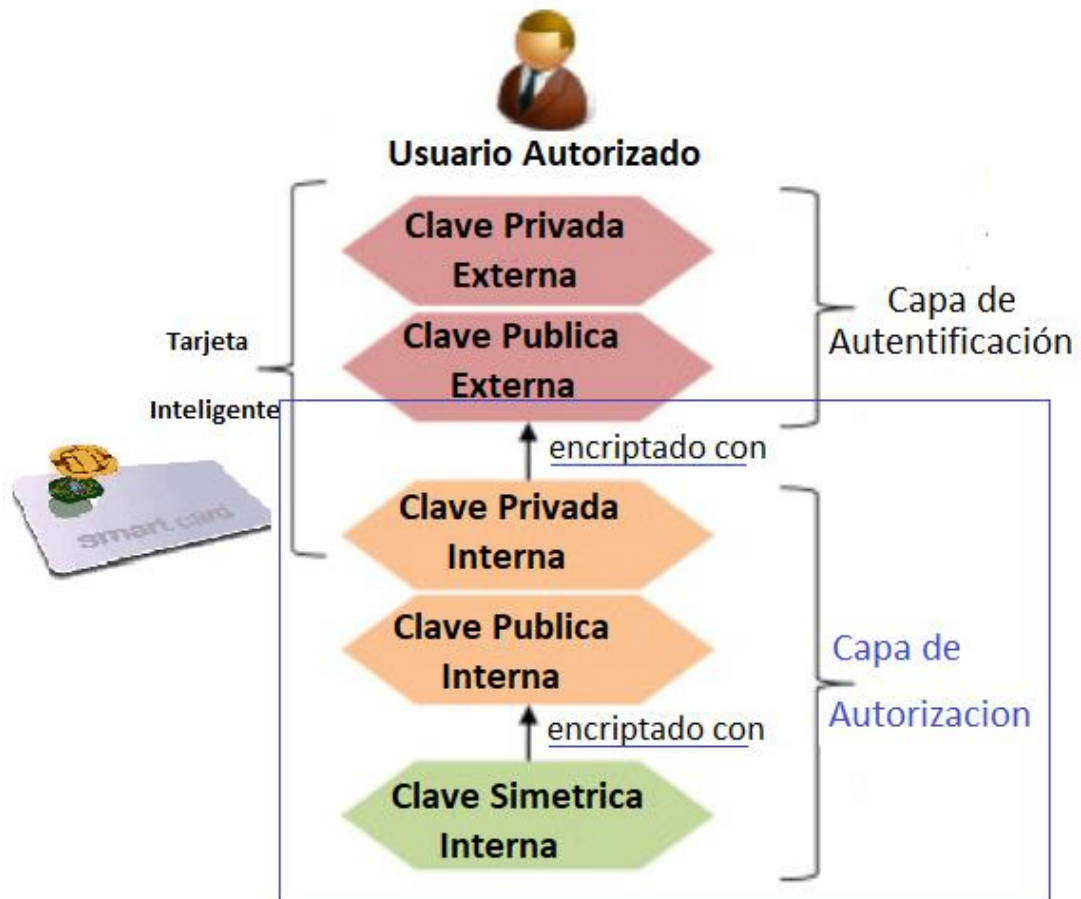 Usuario Autorizado
Clave Privada
Externa
Clave Publica
Externa
Capa de
Autentificación
Tarjeta
Inteligente
encriptado con
smart card
Clave Privada
Interna
Clave Publica
Interna
Capa de
Autorizacion
encriptado con
Clave Simetrica
Interna